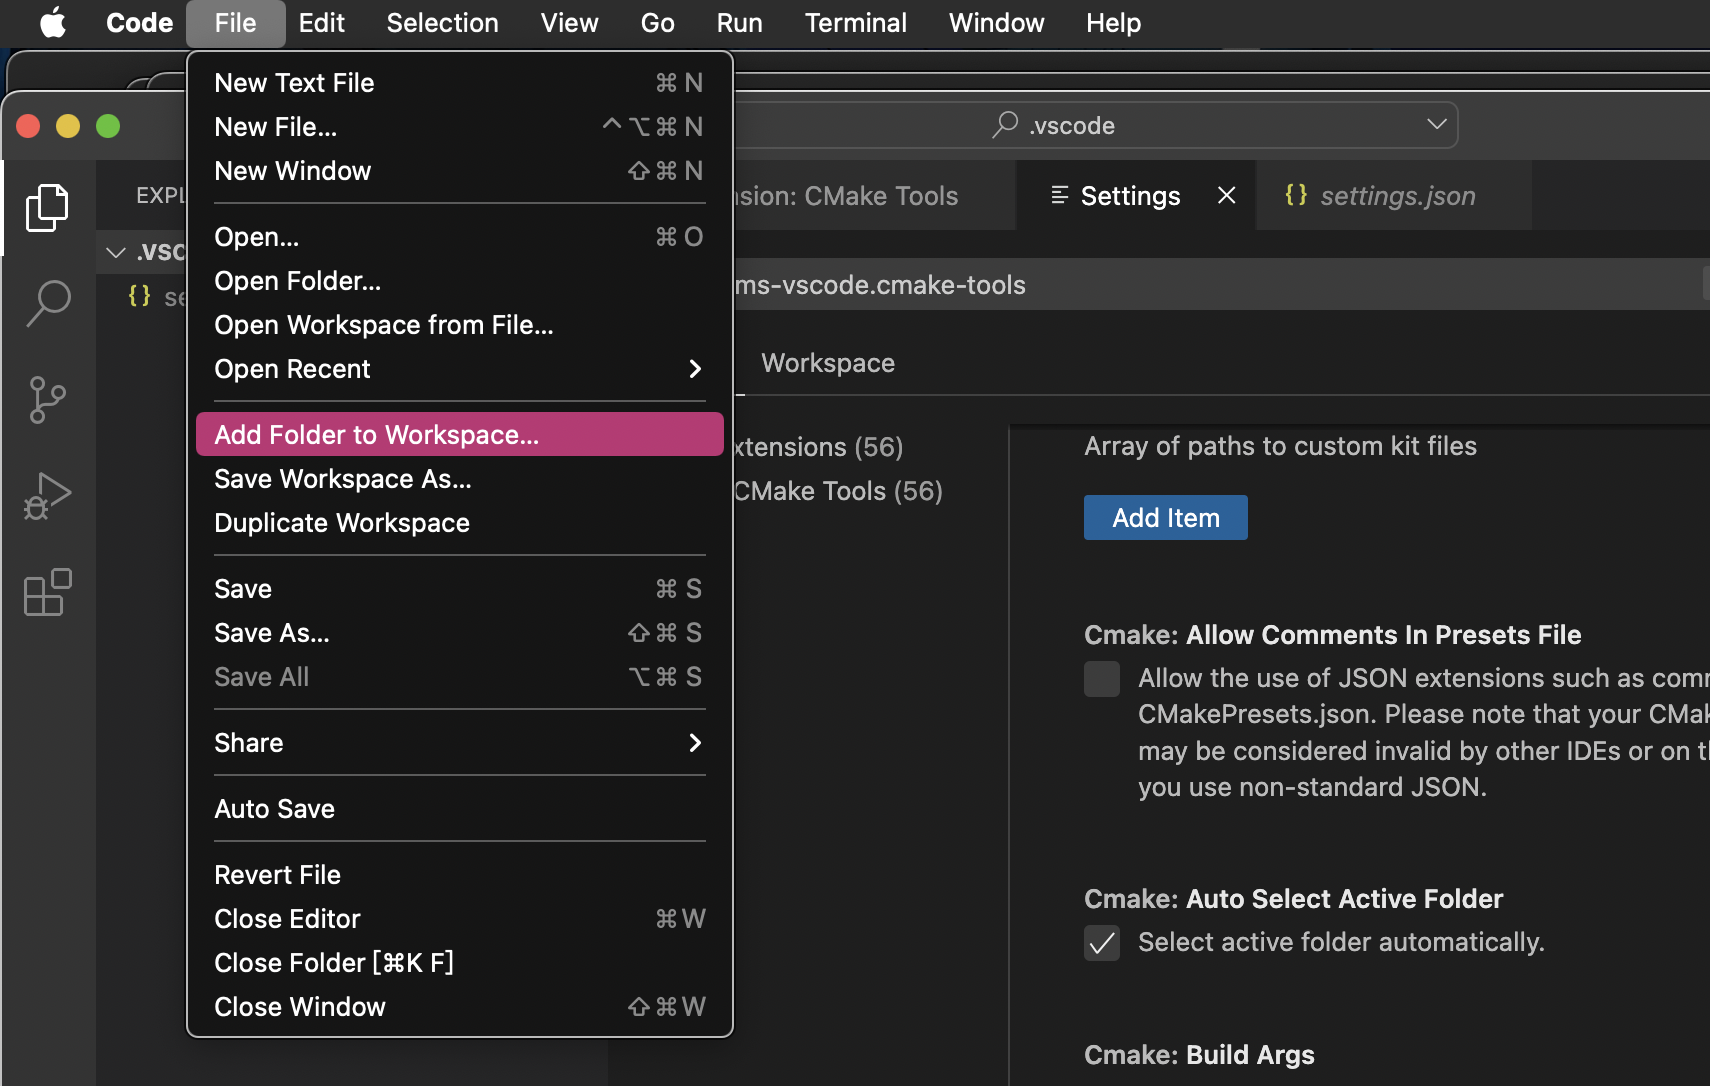 Code File Edit Selection View Go Run Terminal Window Help
New Text File ⌘ N
New File... ^⌥⌘ N
New Window ⇧⌘ N
Open... ⌘ O
Open Folder...
Open Workspace from File...
Open Recent
Add Folder to Workspace...
Save Workspace As...
Duplicate Workspace
Save ⌘ S
Save As... ⇧⌘ S
Save All ⌥⌘ S
Share
Auto Save
Revert File
Close Editor ⌘W
Close Folder [⌘K F]
Close Window ⇧⌘W
.vscode
EXPL
.vsc
{} se
nsion: CMake Tools
Settings
{} settings.json
ms-vscode.cmake-tools
Workspace
xtensions (56)
CMake Tools (56)
Array of paths to custom kit files
Add Item
Cmake: Allow Comments In Presets File
Allow the use of JSON extensions such as comm
CMakePresets.json. Please note that your CMak
may be considered invalid by other IDEs or on th
you use non-standard JSON.
Cmake: Auto Select Active Folder
Select active folder automatically.
Cmake: Build Args